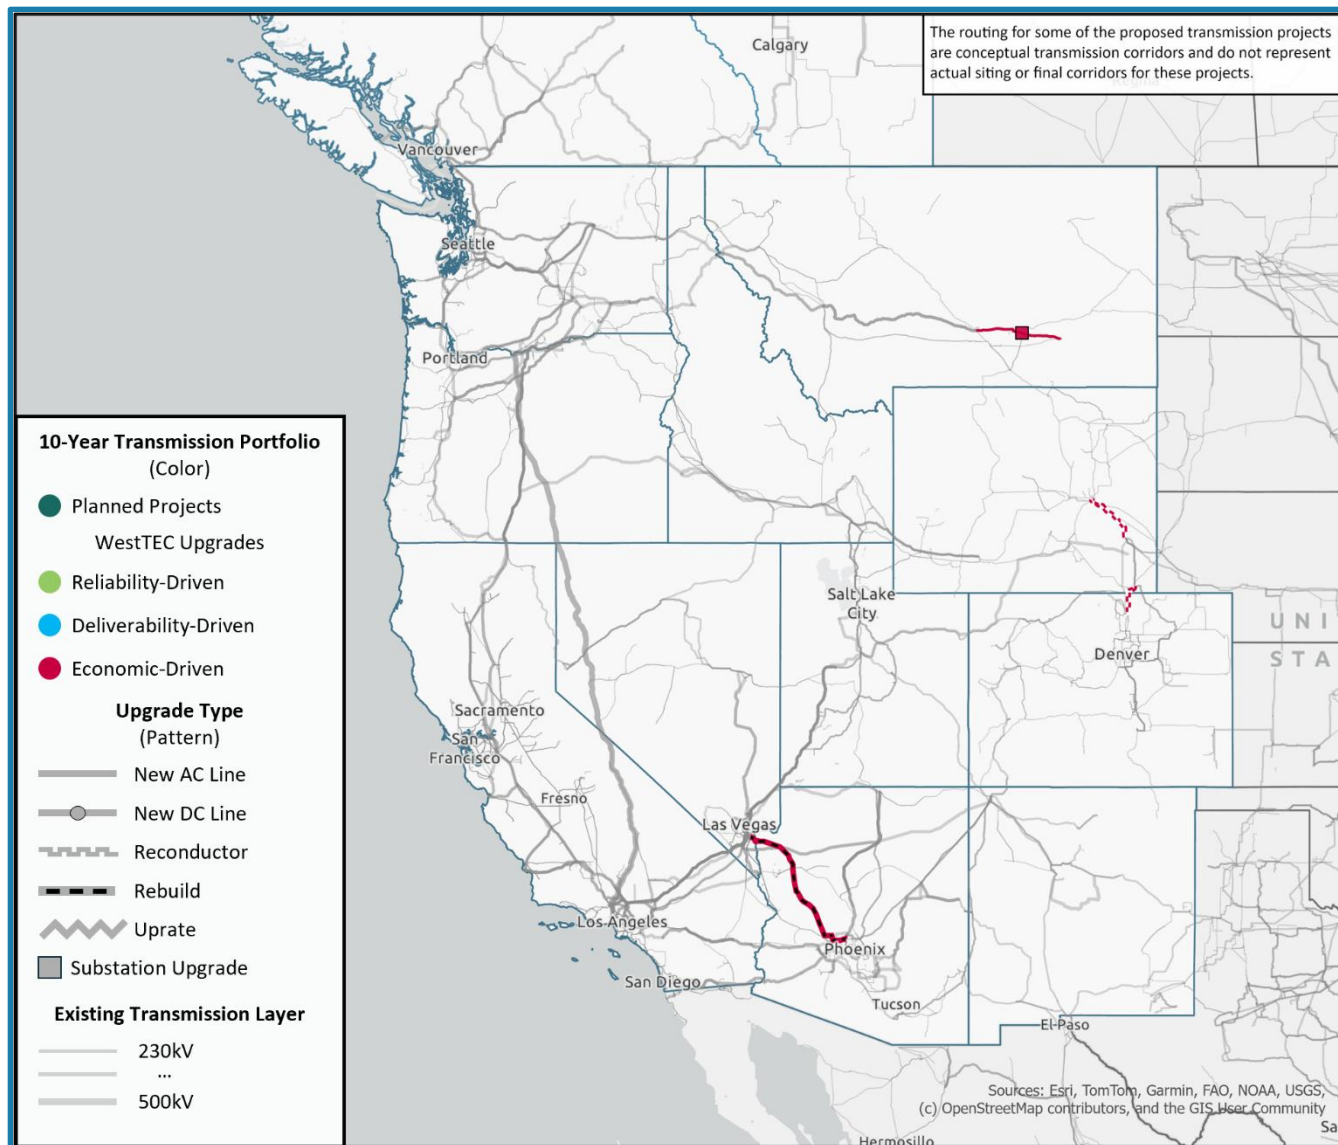 The routing for some of the proposed transmission projects
are conceptual transmission corridors and do not represent
actual siting or final corridors for these projects.
Calgary
Vancouver
Seattle
Portland
Salt Lake
City
Denver
UNI
STA
Sacramento
San
Francisco
Fresno
Las Vegas
Los Angeles
Phoenix
San Diego
Tucson
El Paso
Hermosillo
Sa
10-Year Transmission Portfolio
(Color)
Planned Projects
WestTEC Upgrades
Reliability-Driven
Deliverability-Driven
Economic-Driven
Upgrade Type
(Pattern)
New AC Line
New DC Line
Reconductor
Rebuild
Uprate
Substation Upgrade
Existing Transmission Layer
230kV
...
500kV
Sources: Esri, TomTom, Garmin, FAO, NOAA, USGS,
(c) OpenStreetMap contributors, and the GIS User Community